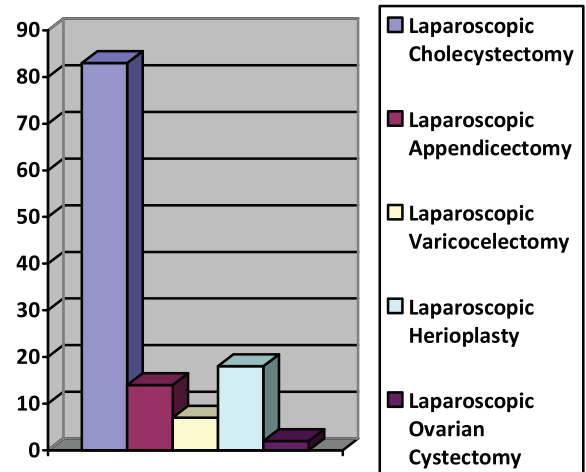 90
80
70
60
50
40
30
20
10
0
Laparoscopic
Cholecystectomy
Laparoscopic
Appendicectomy
Laparoscopic
Varicocelectomy
Laparoscopic
Herioplasty
Laparoscopic
Ovarian
Cystectomy